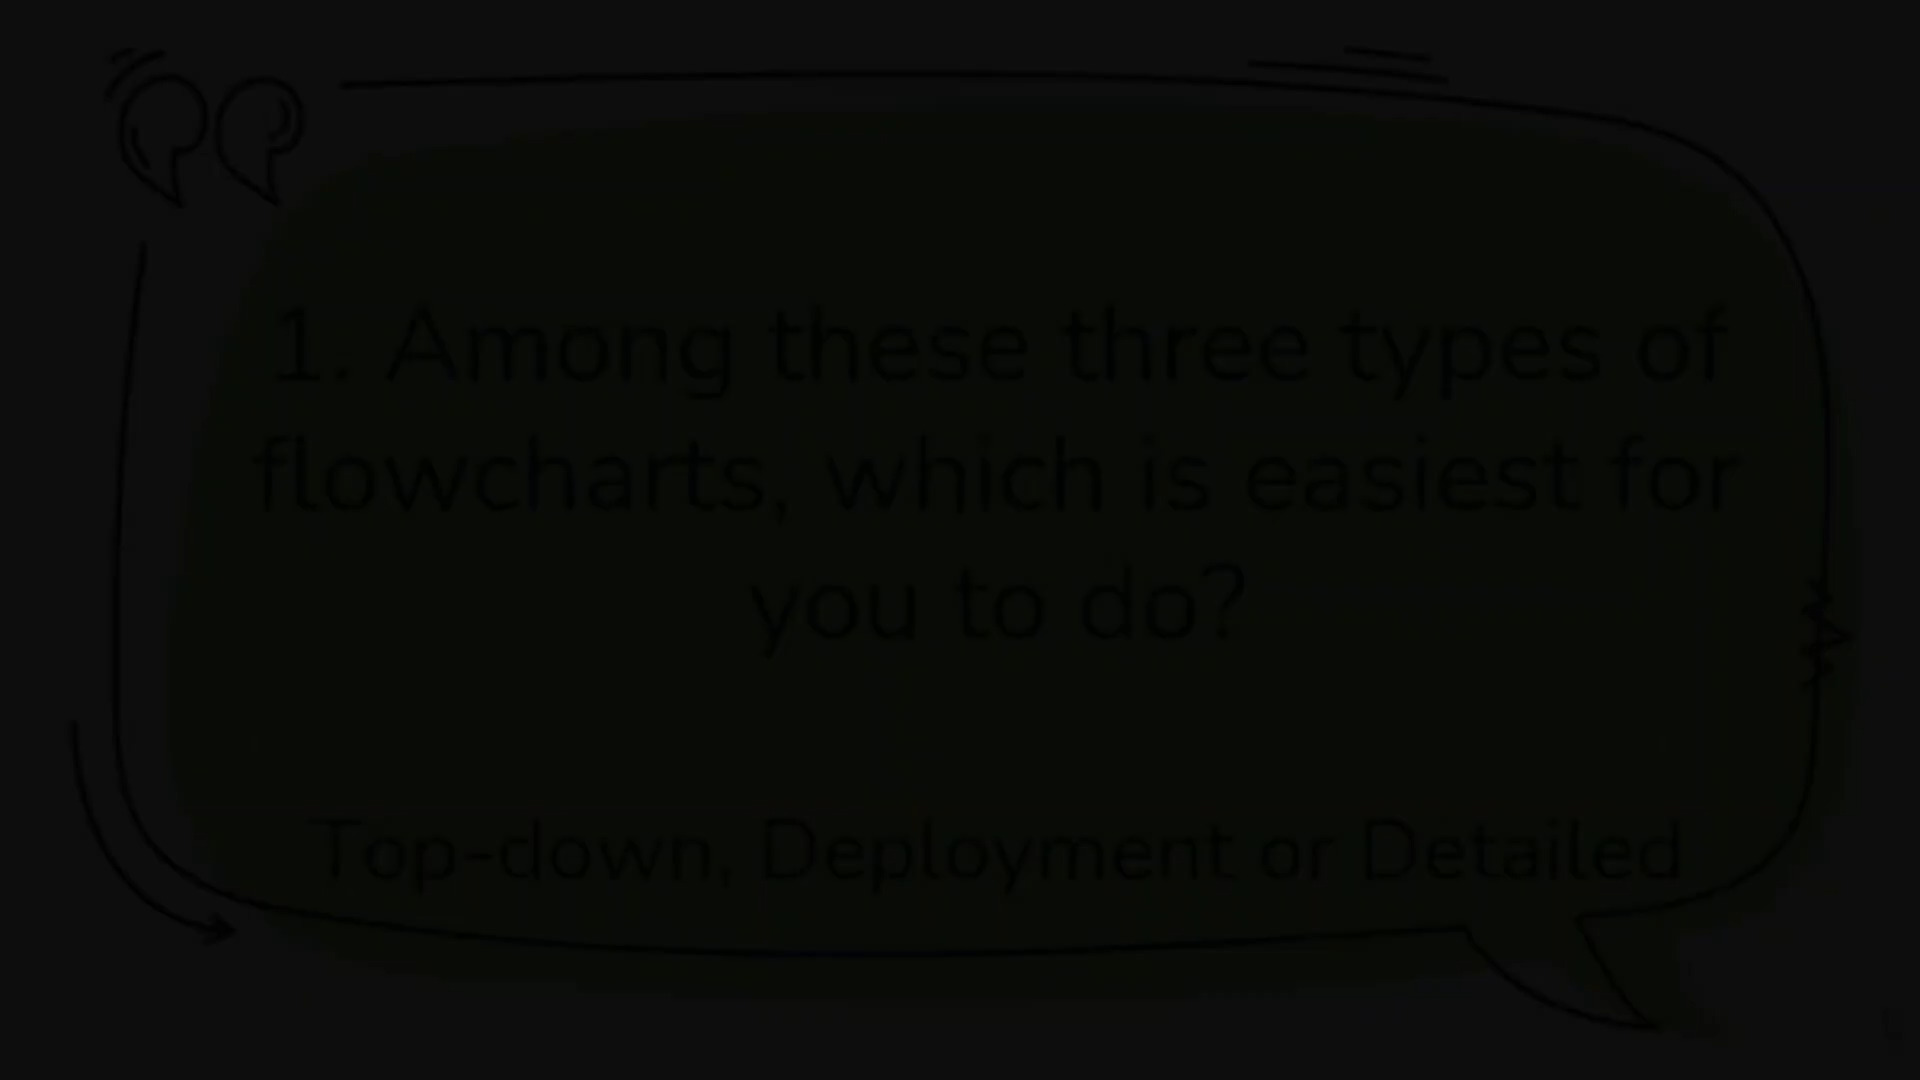 1. Among these three types of
flowcharts, which is easiest for
you to do?
Top-down, Deployment or Detailed